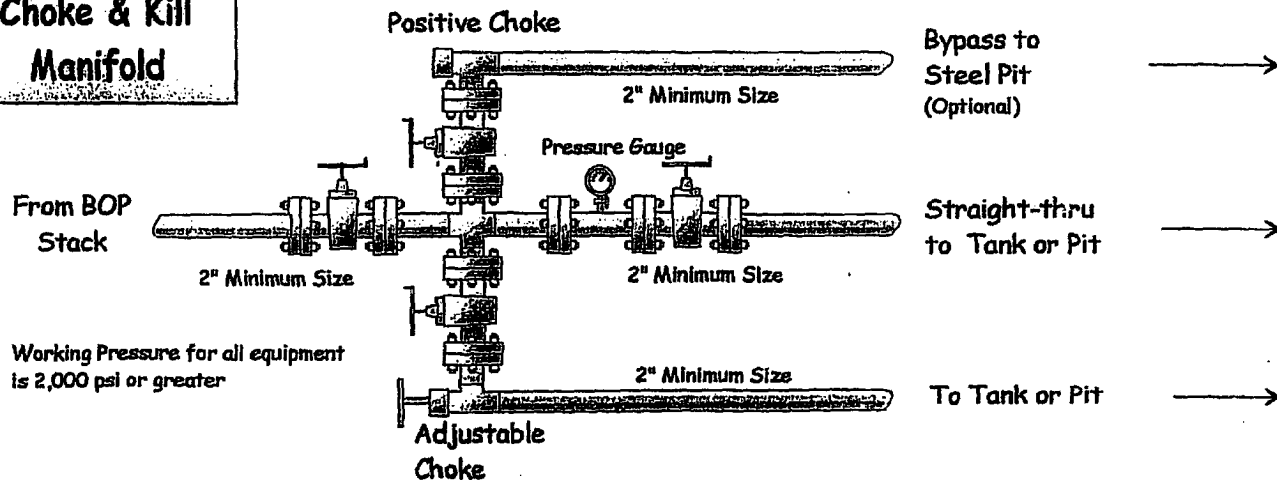 Choke & Kill
Manifold
Positive Choke
Bypass to
Steel Pit
(Optional)
2" Minimum Size
Pressure Gauge
From BOP
Stack
Straight-thru
to Tank or Pit
2" Minimum Size
2" Minimum Size
Working Pressure for all equipment
is 2,000 psi or greater
2" Minimum Size
To Tank or Pit
Adjustable
Choke